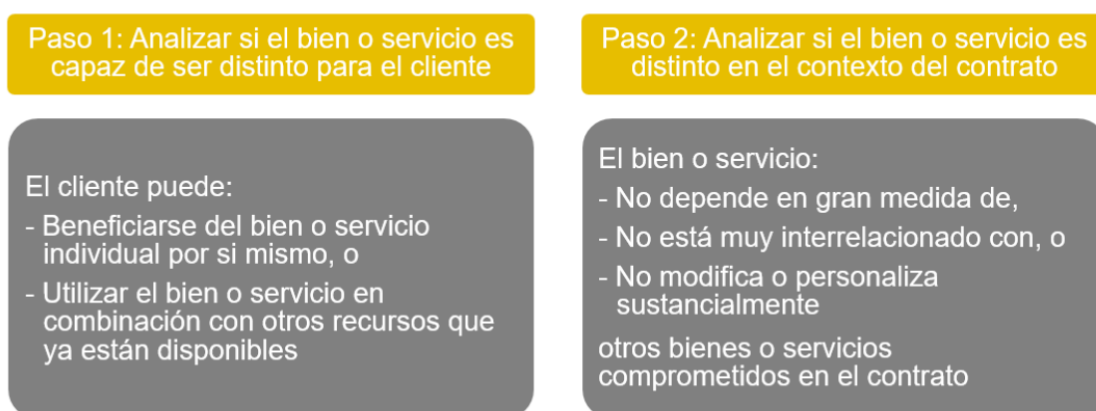 Paso 1: Analizar si el bien o servicio es
capaz de ser distinto para el cliente
El cliente puede:
- Beneficiarse del bien o servicio
individual por si mismo, o
- Utilizar el bien o servicio en
combinación con otros recursos que
ya están disponibles
Paso 2: Analizar si el bien o servicio es
distinto en el contexto del contrato
El bien o servicio:
- No depende en gran medida de,
- No está muy interrelacionado con, o
- No modifica o personaliza
sustancialmente
otros bienes o servicios
comprometidos en el contrato